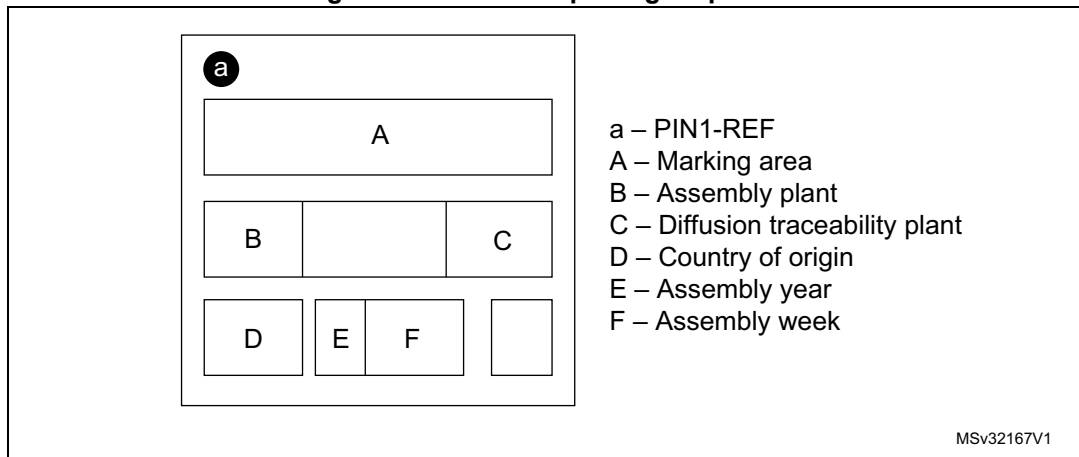 a
A
B
C
D
E
F
a – PIN1-REF
A – Marking area
B – Assembly plant
C – Diffusion traceability plant
D – Country of origin
E – Assembly year
F – Assembly week
MSv32167V1